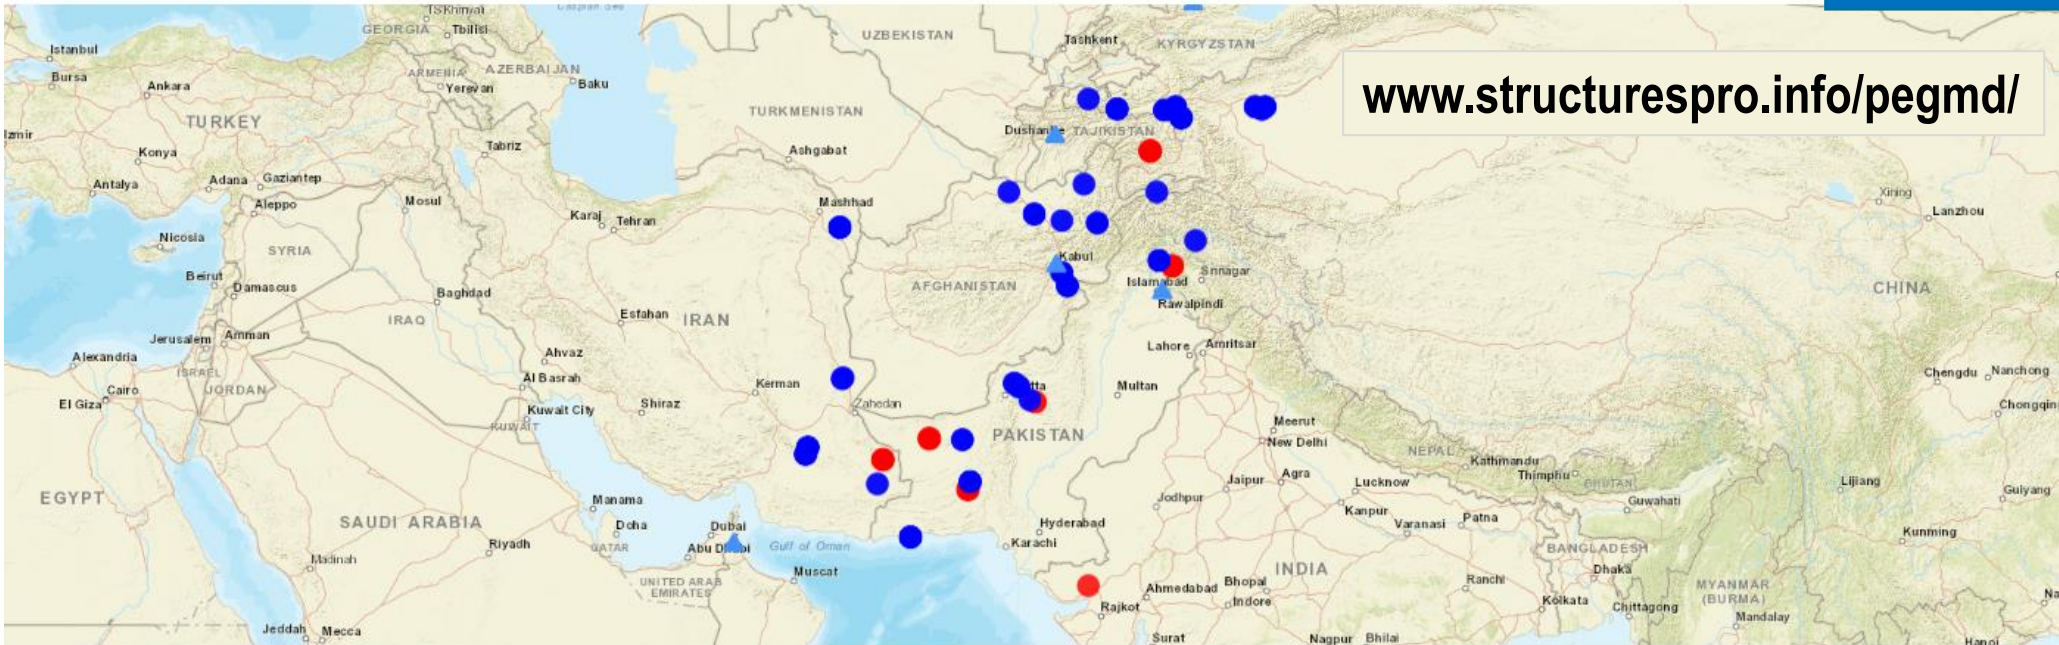 Caspian Sea
TSKhinvali
GEORGIA
Tbilisi
UZBEKISTAN
Tashkent
KYRGYZSTAN
Istanbul
Bursa
Ankara
ARMENIA
AZERBAIJAN
Yerevan
Baku
www.structurespro.info/pegmd/
TURKEY
TURKMENISTAN
TAJIKISTAN
Konya
Tabriz
Ashgabat
Antalya
Adana
Gaziantep
Aleppo
Mosul
Mashhad
Karaj
Tehran
Xining
Lanzhou
Nicosia
SYRIA
Kabul
Srinagar
Beirut
Damascus
Baghdad
AFGHANISTAN
Islamabad
Rawalpindi
CHINA
IRAQ
Esfahan
IRAN
Jerusalem
Amman
Lahore
Amritsar
Alexandria
ISRAEL
JORDAN
Ahvaz
Al Basrah
Cairo
El Giza
Kerman
Multan
Chengdu
Nanchong
Kuwait City
KUWAIT
Shiraz
Zahedan
PAKISTAN
Meerut
New Delhi
NEPAL
Kathmandu
Thimphu
BHUTAN
EGYPT
Manama
Jaipur
Agra
Lucknow
Guwahati
Lijiang
Guiyang
SAUDI ARABIA
Doha
QATAR
Dubai
Abu Dhabi
Gulf of Oman
Hyderabad
Karachi
Jodhpur
Kanpur
Varanasi
Patna
Kunming
Riyadh
Madinah
UNITED ARAB
EMIRATES
Muscat
BANGLADESH
Dhaka
INDIA
Ahmedabad
Bhopal
Indore
Ranchi
Kolkata
Chittagong
MYANMAR
(BURMA)
Mandalay
Rajkot
Jeddah
Mecca
Surat
Nagpur
Bhilai
Hanoi